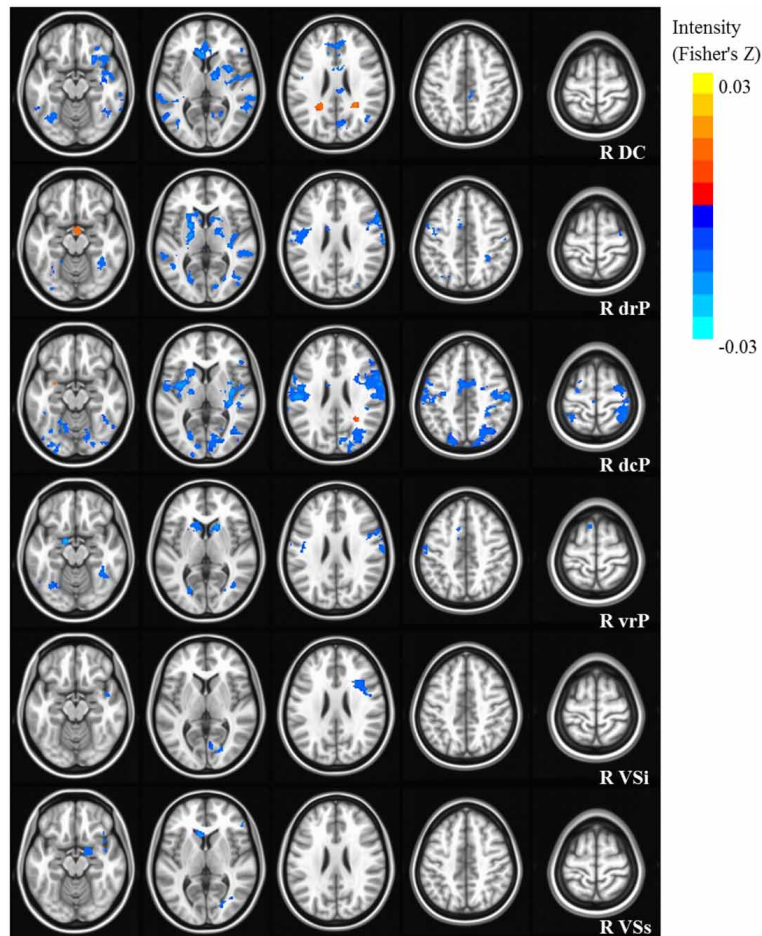 Intensity
(Fisher's Z)
0.03
-0.03
R DC
R drP
R dcP
R vrP
R VSi
R VSs